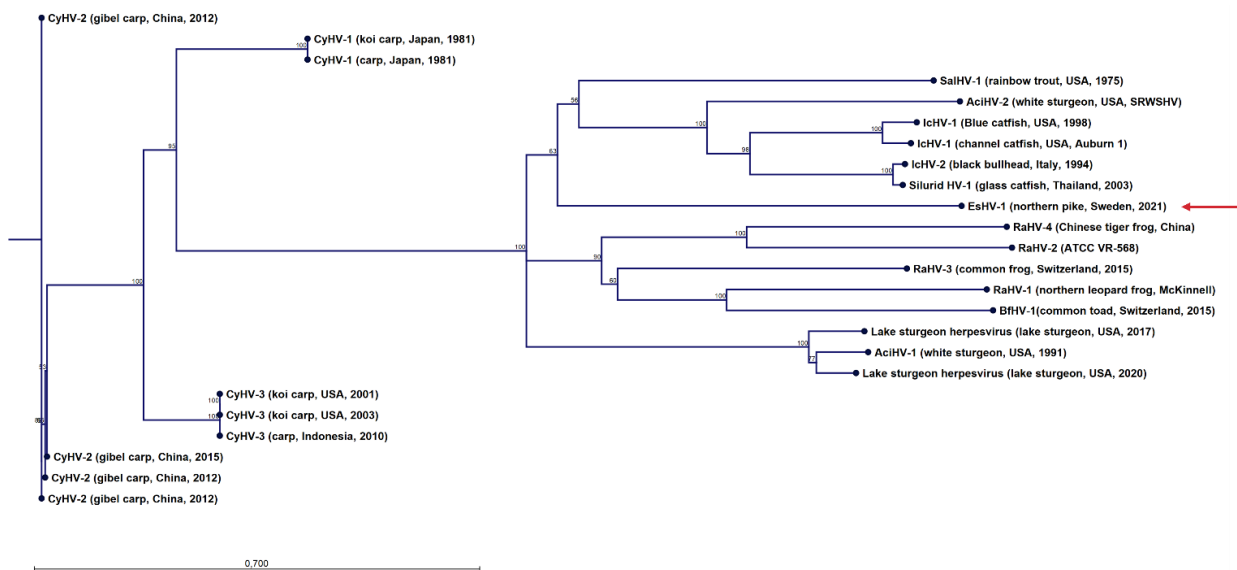 CyHV-2 (gibel carp, China, 2012)
CyHV-1 (koi carp, Japan, 1981)
100
CyHV-1 (carp, Japan, 1981)
SalHV-1 (rainbow trout, USA, 1975)
56
AciHV-2 (white sturgeon, USA, SRWSHV)
IcHV-1 (Blue catfish, USA, 1998)
100
100
IcHV-1 (channel catfish, USA, Auburn 1)
95
63
98
IcHV-2 (black bullhead, Italy, 1994)
100
Silurid HV-1 (glass catfish, Thailand, 2003)
EsHV-1 (northern pike, Sweden, 2021)
RaHV-4 (Chinese tiger frog, China)
100
RaHV-2 (ATCC VR-568)
100
90
RaHV-3 (common frog, Switzerland, 2015)
100
RaHV-1 (northern leopard frog, McKinnell)
100
BfHV-1(common toad, Switzerland, 2015)
Lake sturgeon herpesvirus (lake sturgeon, USA, 2017)
100
AciHV-1 (white sturgeon, USA, 1991)
77
Lake sturgeon herpesvirus (lake sturgeon, USA, 2020)
CyHV-3 (koi carp, USA, 2001)
100
CyHV-3 (koi carp, USA, 2003)
100
CyHV-3 (carp, Indonesia, 2010)
CyHV-2 (gibel carp, China, 2015)
CyHV-2 (gibel carp, China, 2012)
CyHV-2 (gibel carp, China, 2012)
0,700